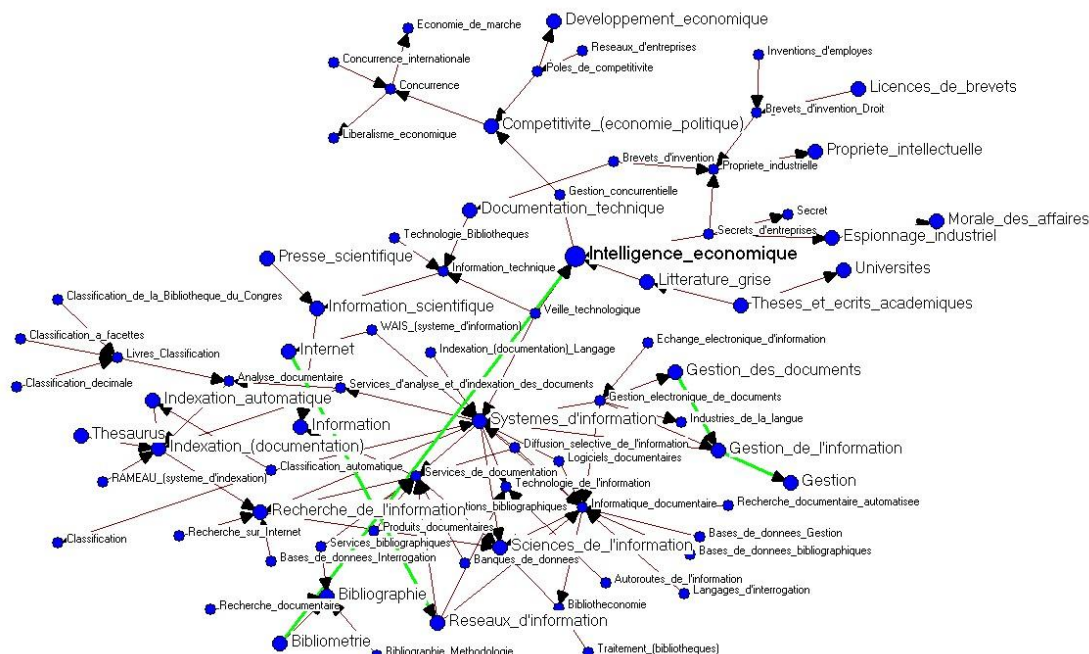 Developpement_economique
Economie_de_marche
Reseaux_d'entreprises
Inventions_d'employes
Concurrence_internationale
Poles_de_competitivite
Concurrence
Licences_de_brevets
Brevets_d'invention_Droit
Competitivite_(economie_politique)
Liberalisme_economique
Propriete_intellectuelle
Brevets_d'invention
Propriete_industrielle
Gestion_concurrentielle
Documentation_technique
Secret
Morale_des_affaires
Secrets_d'entreprises
Espionnage_industriel
Technologie_Bibliotheques
Intelligence_economique
Presse_scientifique
Information_technique
Universites
Litterature_grise
Classification_de_la_Bibliotheque_du_Congres
Information_scientifique
Theses_et_ecrits_academiques
Veille_technologique
WAIS_(systeme_d'information)
Classification_a_facettes
Echange_electronique_d'information
Internet
Indexation_(documentation)_Langage
Livres_Classification
Gestion_des_documents
Classification_decimale
Analyse_documentaire
Services_d'analyse_et_d'indexation_des_documents
Indexation_automatique
Gestion_electronique_de_documents
Systemes_d'information
Industries_de_la_langue
Information
Thesaurus
Indexation_(documentation)
Diffusion_selective_de_l'information
Gestion_de_l'information
Logiciels_documentaires
Classification_automatique
Services_de_documentation
RAMEAU_(systeme_d'indexation)
Technologie_de_l'information
Gestion
tions_bibliographiques
Informatique_documentaire
Recherche_documentaire_automatisee
Recherche_de_l'information
Produits_documentaires
Recherche_sur_Internet
Bases_de_donnees_Gestion
Classification
Services_bibliographiques
Sciences_de_l'information
Bases_de_donnees_bibliographiques
Bases_de_donnees_Interrogation
Banques_de_donnees
Autoroutes_de_l'information
Langages_d'interrogation
Bibliographie
Recherche_documentaire
Bibliotheconomie
Reseaux_d'information
Bibliometrie
Bibliographie_Methodologie
Traitement_(bibliotheques)